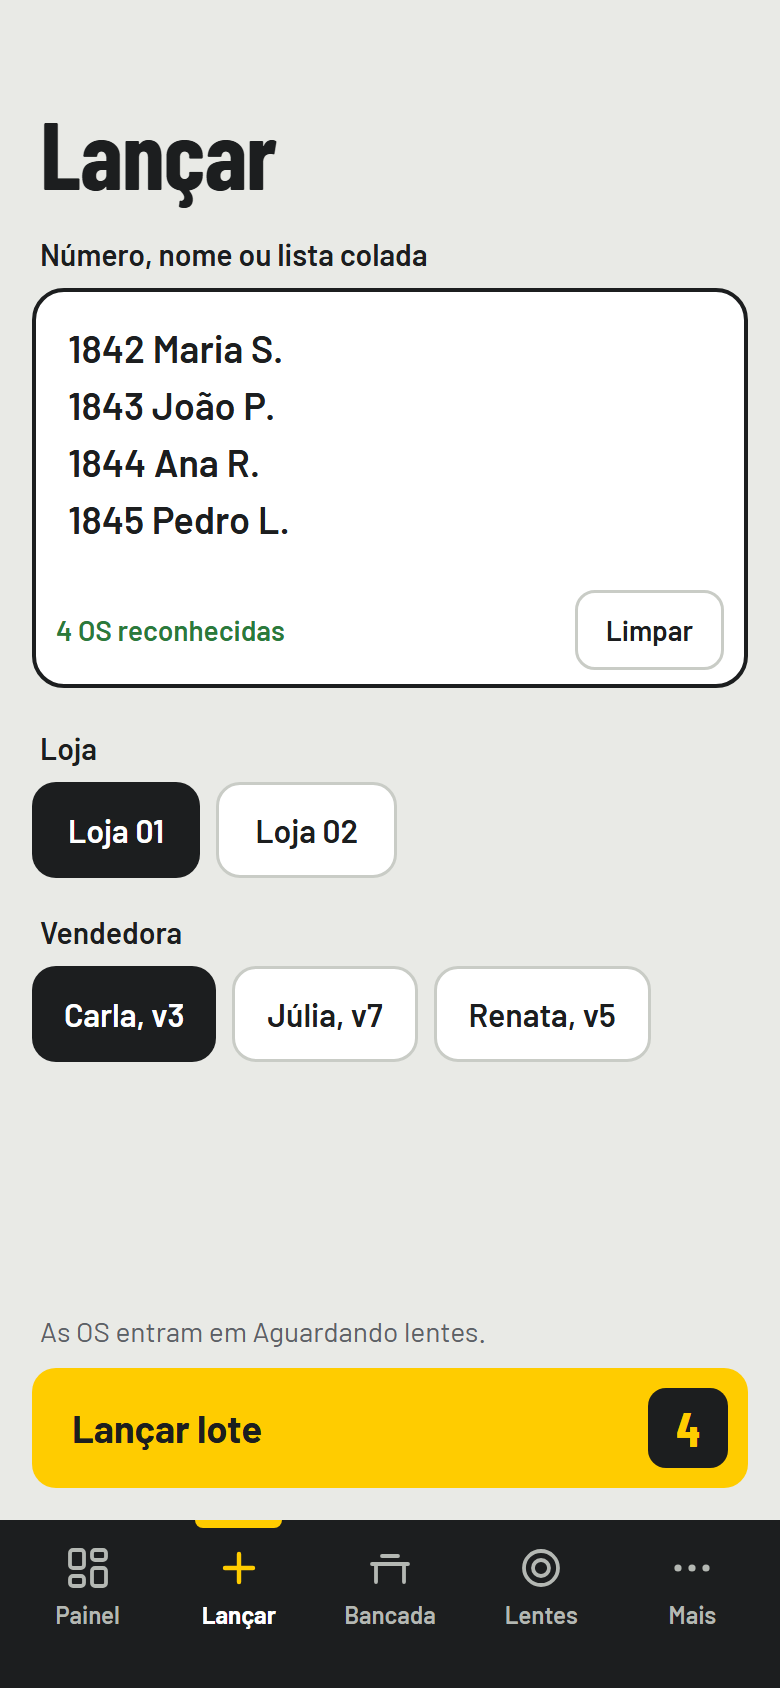 Lançar
Número, nome ou lista colada
1842 Maria S.
1843 João P.
1844 Ana R.
1845 Pedro L.
4 OS reconhecidas
Limpar
Loja
Loja 01
Loja 02
Vendedora
Carla, v3
Júlia, v7
Renata, v5
As OS entram em Aguardando lentes.
Lançar lote
4
Painel
Lançar
Bancada
Lentes
Mais